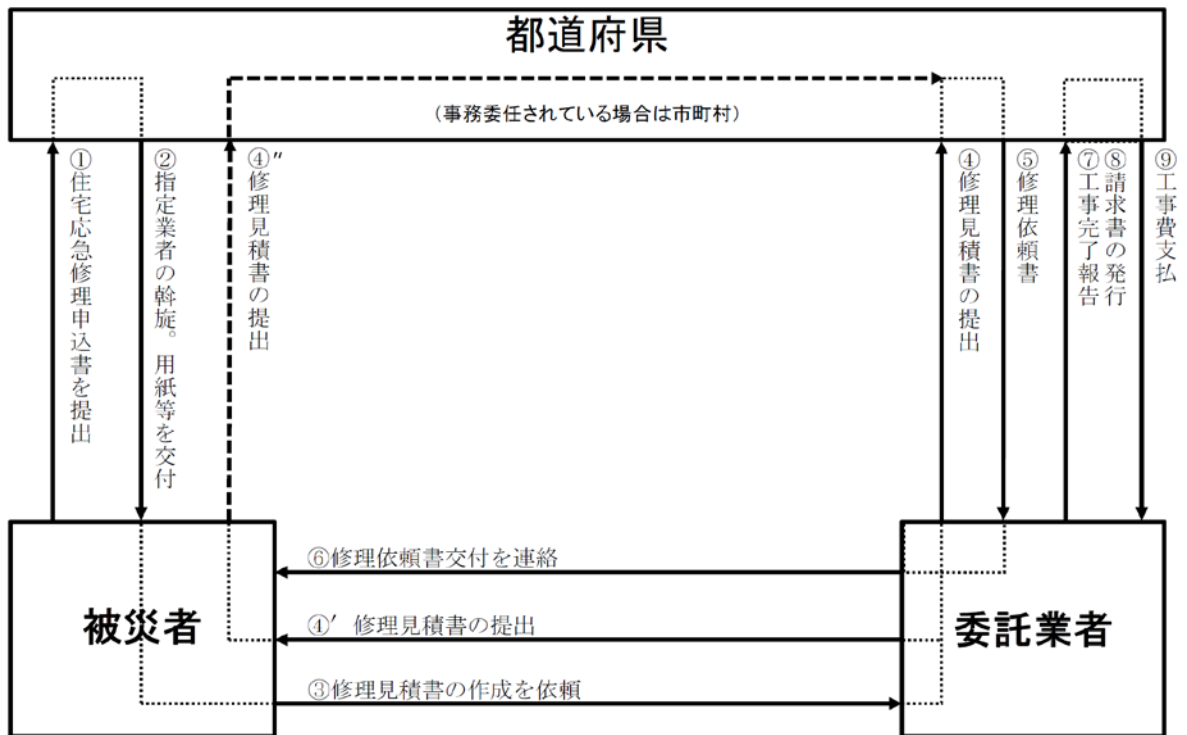 都道府県
(事務委任されている場合は市町村)
①住宅応急修理申込書を提出
②指定業者の斡旋。用紙等を交付
④″修理見積書の提出
④修理見積書の提出
⑤修理依頼書
⑦工事完了報告
⑧請求書の発行
⑨工事費支払
⑥修理依頼書交付を連絡
④′修理見積書の提出
③修理見積書の作成を依頼
被災者
委託業者